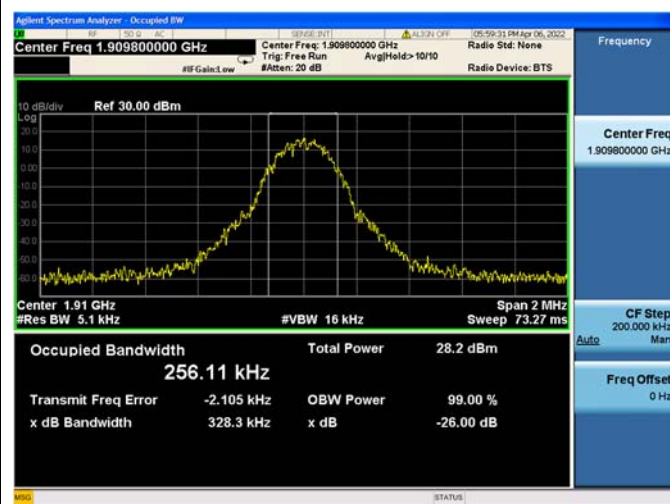 Agilent Spectrum Analyzer - Occupied BW
RF 50 Ω AC SENSE:INT ALIGN OFF 05:59:31 PM Apr 06, 2022
Center Freq 1.909800000 GHz
Center Freq: 1.909800000 GHz
Radio Std: None
Trig: Free Run Avg|Hold:> 10/10
#IFGain:Low #Atten: 20 dB Radio Device: BTS
Frequency
10 dB/div Ref 30.00 dBm
Log
20.0
10.0
0.00
-10.0
-20.0
-30.0
-40.0
-50.0
-60.0
Center 1.91 GHz Span 2 MHz
#Res BW 5.1 kHz #VBW 16 kHz Sweep 73.27 ms
Occupied Bandwidth Total Power 28.2 dBm
256.11 kHz
Transmit Freq Error -2.105 kHz OBW Power 99.00 %
x dB Bandwidth 328.3 kHz x dB -26.00 dB
Center Freq
1.909800000 GHz
CF Step
200.000 kHz
Auto Man
Freq Offset
0 Hz
MSG STATUS